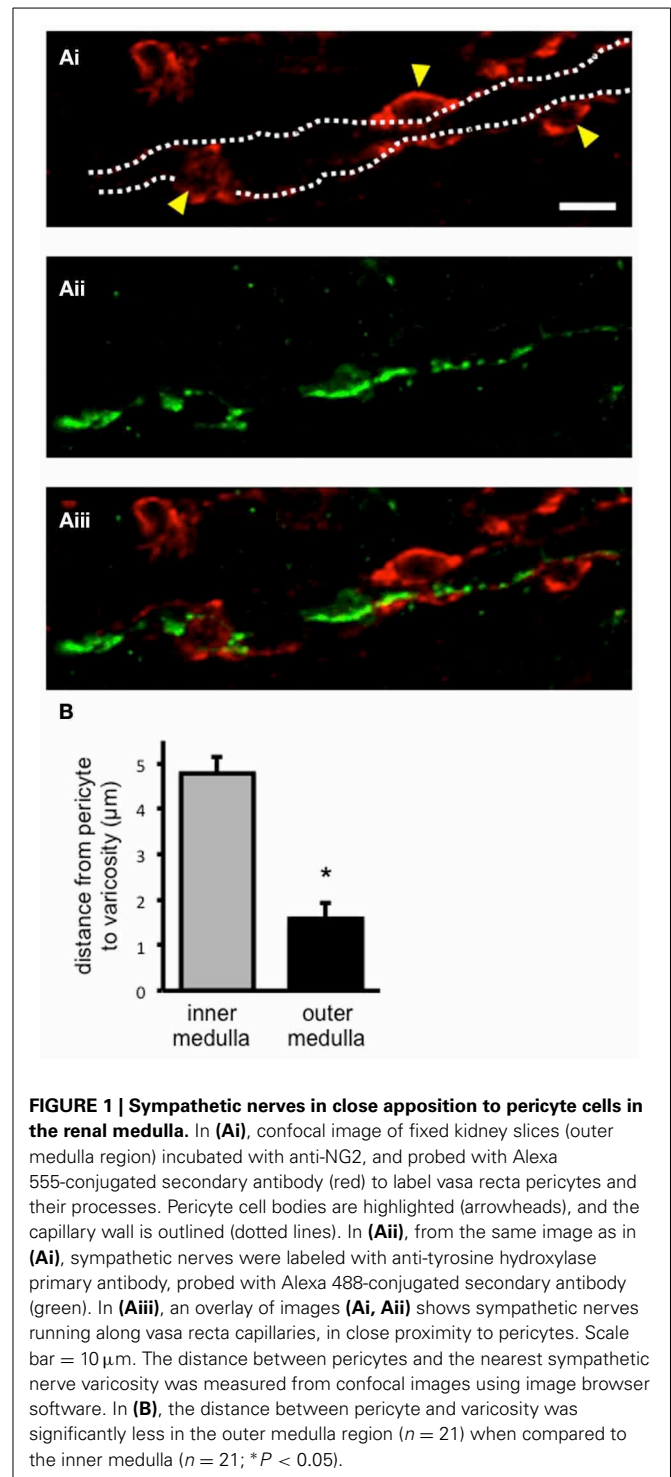 Ai
Aii
Aiii
B
distance from pericyte
to varicosity (μm)
5
4
3
2
1
0
*
inner
medulla
outer
medulla
FIGURE 1 | Sympathetic nerves in close apposition to pericyte cells in
the renal medulla. In (Ai), confocal image of fixed kidney slices (outer
medulla region) incubated with anti-NG2, and probed with Alexa
555-conjugated secondary antibody (red) to label vasa recta pericytes and
their processes. Pericyte cell bodies are highlighted (arrowheads), and the
capillary wall is outlined (dotted lines). In (Aii), from the same image as in
(Ai), sympathetic nerves were labeled with anti-tyrosine hydroxylase
primary antibody, probed with Alexa 488-conjugated secondary antibody
(green). In (Aiii), an overlay of images (Ai, Aii) shows sympathetic nerves
running along vasa recta capillaries, in close proximity to pericytes. Scale
bar = 10 μm. The distance between pericytes and the nearest sympathetic
nerve varicosity was measured from confocal images using image browser
software. In (B), the distance between pericyte and varicosity was
significantly less in the outer medulla region (n = 21) when compared to
the inner medulla (n = 21; *P < 0.05).